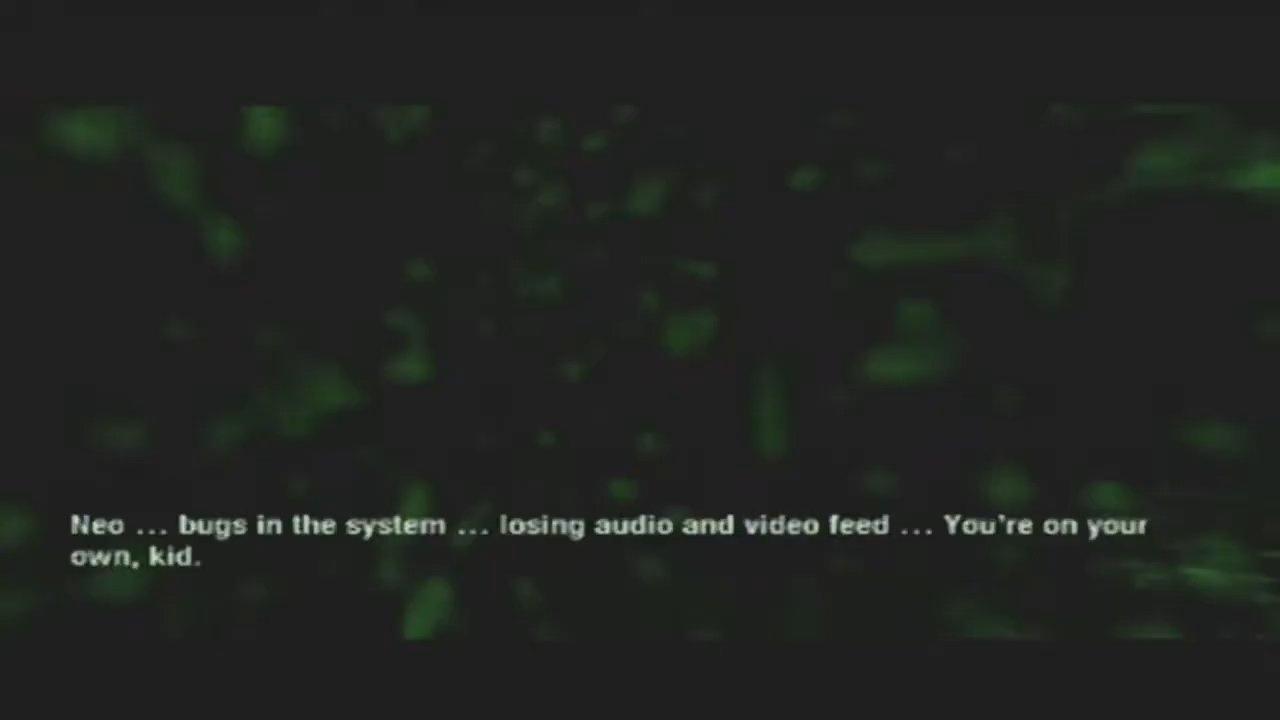 Neo ... bugs in the system ... losing audio and video feed ... You're on your
own, kid.